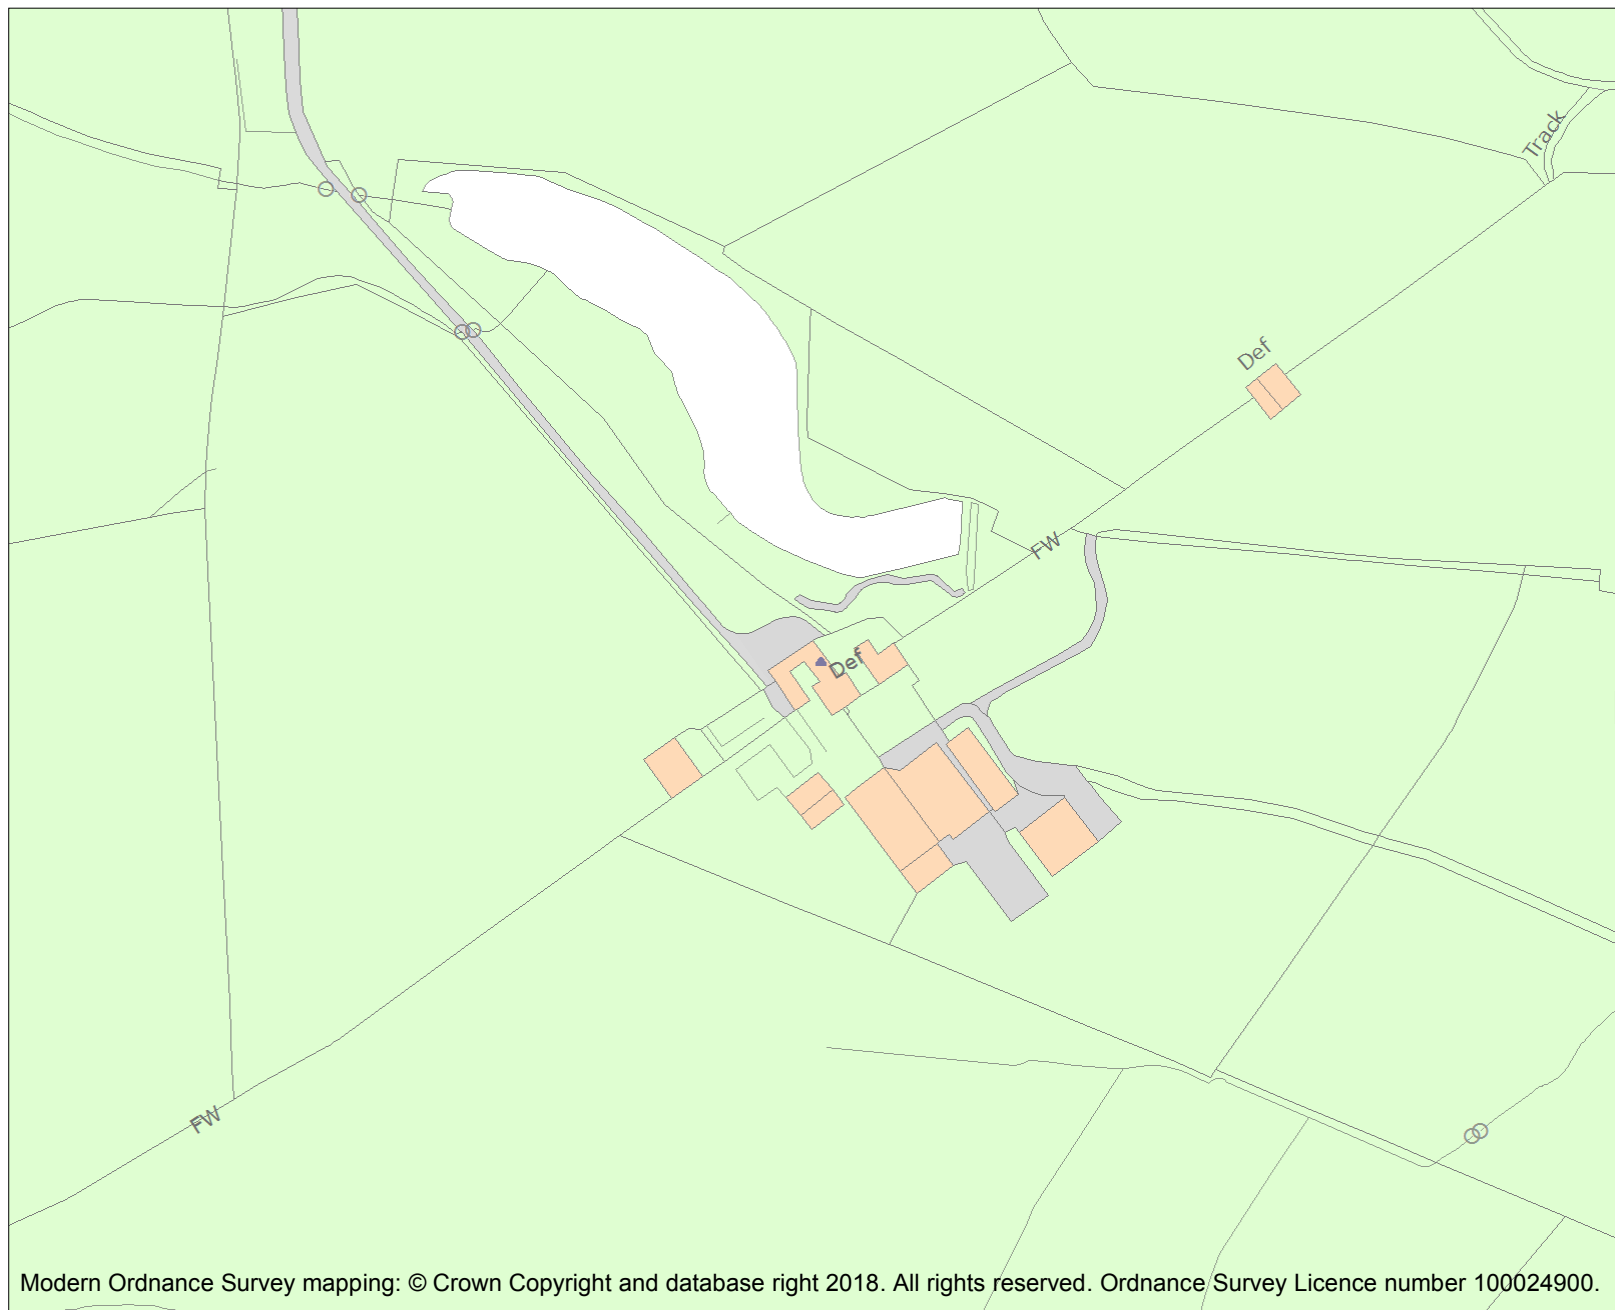 Track
Def
FW
Def
FW
Modern Ordnance Survey mapping: © Crown Copyright and database right 2018. All rights reserved. Ordnance Survey Licence number 100024900.